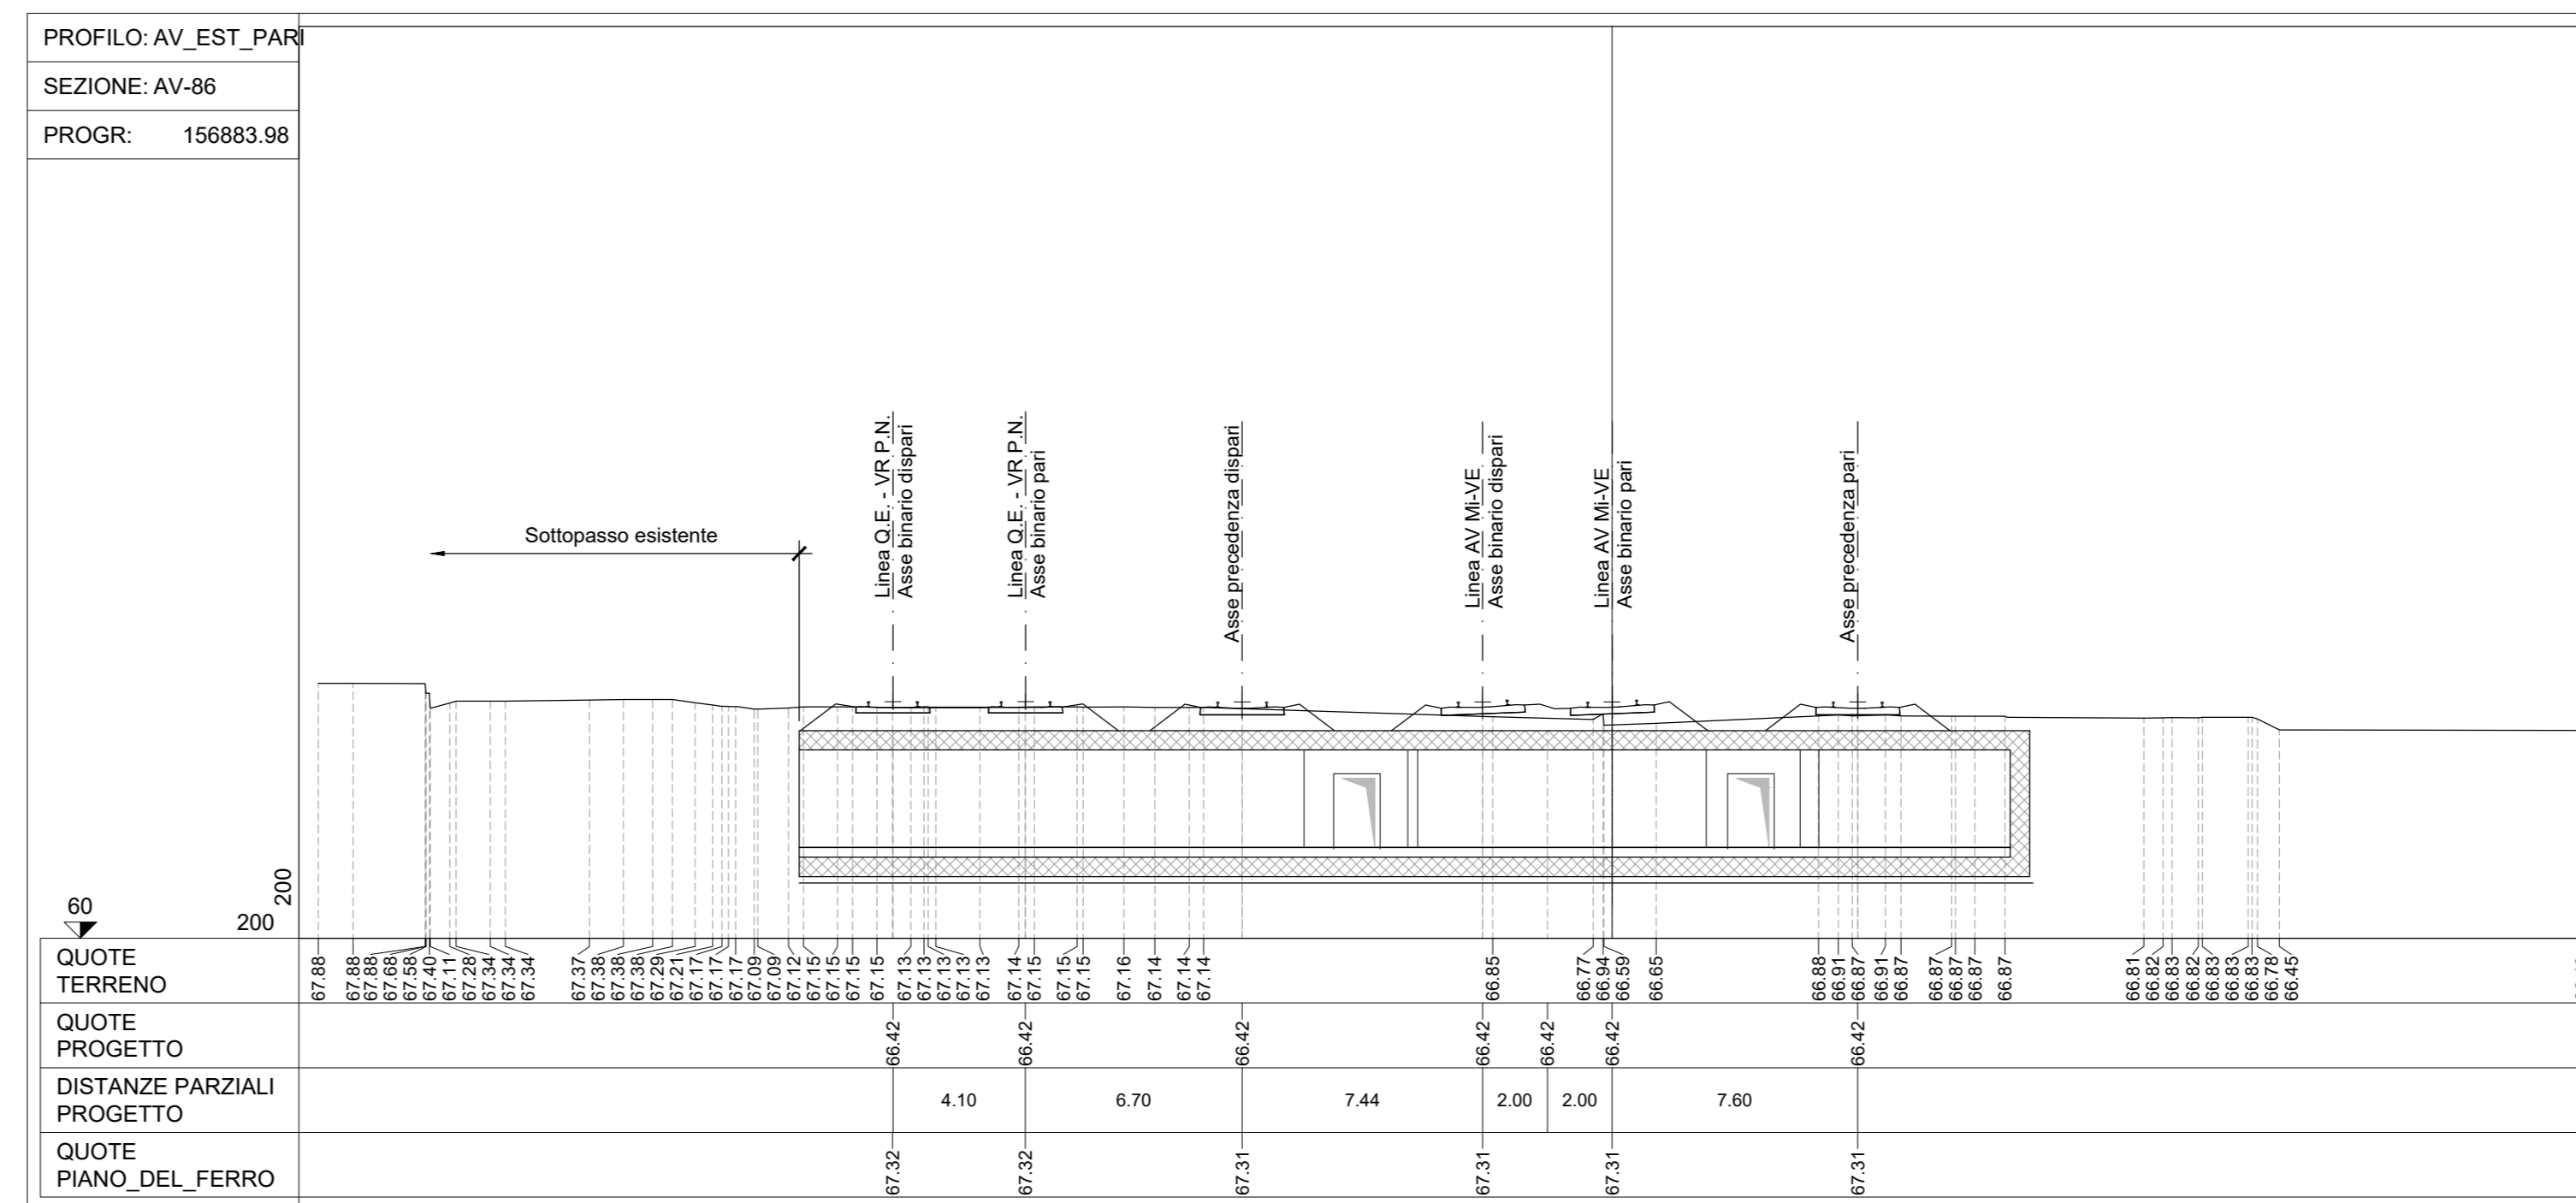 PROFILO: AV_EST_PARI
SEZIONE: AV-86
PROGR: 156883.98
Linea Q.E. - VR P.N.
Asse binario dispari
Linea Q.E. - VR P.N.
Asse binario pari
Asse precedenza dispari
Linea AV Mi-VE
Asse binario dispari
Linea AV Mi-VE
Asse binario pari
Asse precedenza pari
Sottopasso esistente
60
200
200
QUOTE
TERRENO
67.88 67.88 67.88 67.68 67.58 67.40 67.11 67.28 67.34 67.34 67.34 67.37 67.38 67.38 67.38 67.29 67.21 67.17 67.17 67.17 67.09 67.09 67.12 67.15 67.15 67.15 67.15 67.13 67.13 67.13 67.13 67.13 67.14 67.15 67.15 67.15 67.16 67.14 67.14 67.14 66.85 66.77 66.94 66.59 66.65 66.88 66.91 66.87 66.91 66.87 66.87 66.87 66.87 66.87 66.81 66.82 66.83 66.82 66.83 66.83 66.83 66.78 66.45
QUOTE
PROGETTO
66.42 66.42 66.42 66.42 66.42 66.42 66.42
DISTANZE PARZIALI
PROGETTO
4.10 6.70 7.44 2.00 2.00 7.60
QUOTE
PIANO_DEL_FERRO
67.32 67.32 67.31 67.31 67.31 67.31